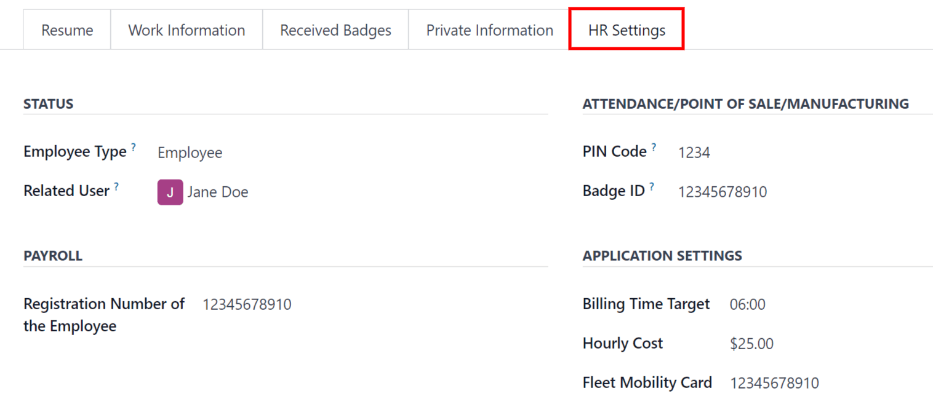 Resume Work Information Received Badges Private Information HR Settings
STATUS
Employee Type ? Employee
Related User ? J Jane Doe
PAYROLL
Registration Number of the Employee 12345678910
ATTENDANCE/POINT OF SALE/MANUFACTURING
PIN Code ? 1234
Badge ID ? 12345678910
APPLICATION SETTINGS
Billing Time Target 06:00
Hourly Cost $25.00
Fleet Mobility Card 12345678910